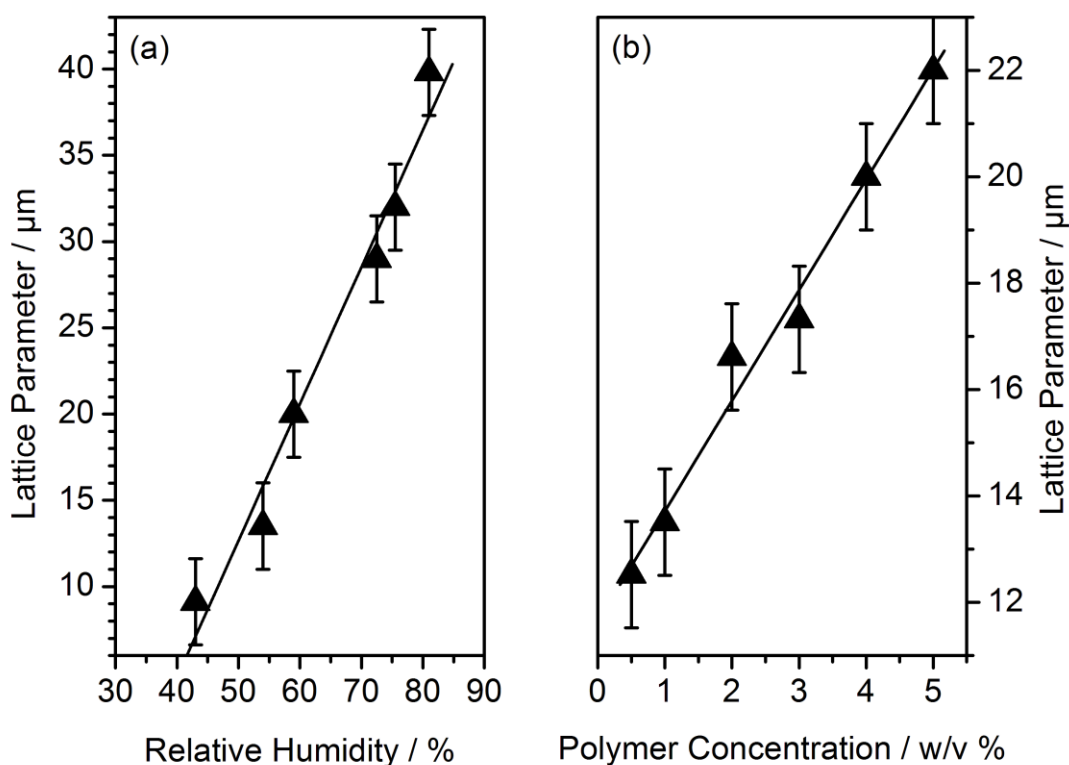 (a)
(b)
40
35
30
25
20
15
10
Lattice Parameter / µm
30 40 50 60 70 80 90
Relative Humidity / %
22
20
18
16
14
12
Lattice Parameter / µm
0 1 2 3 4 5
Polymer Concentration / w/v %